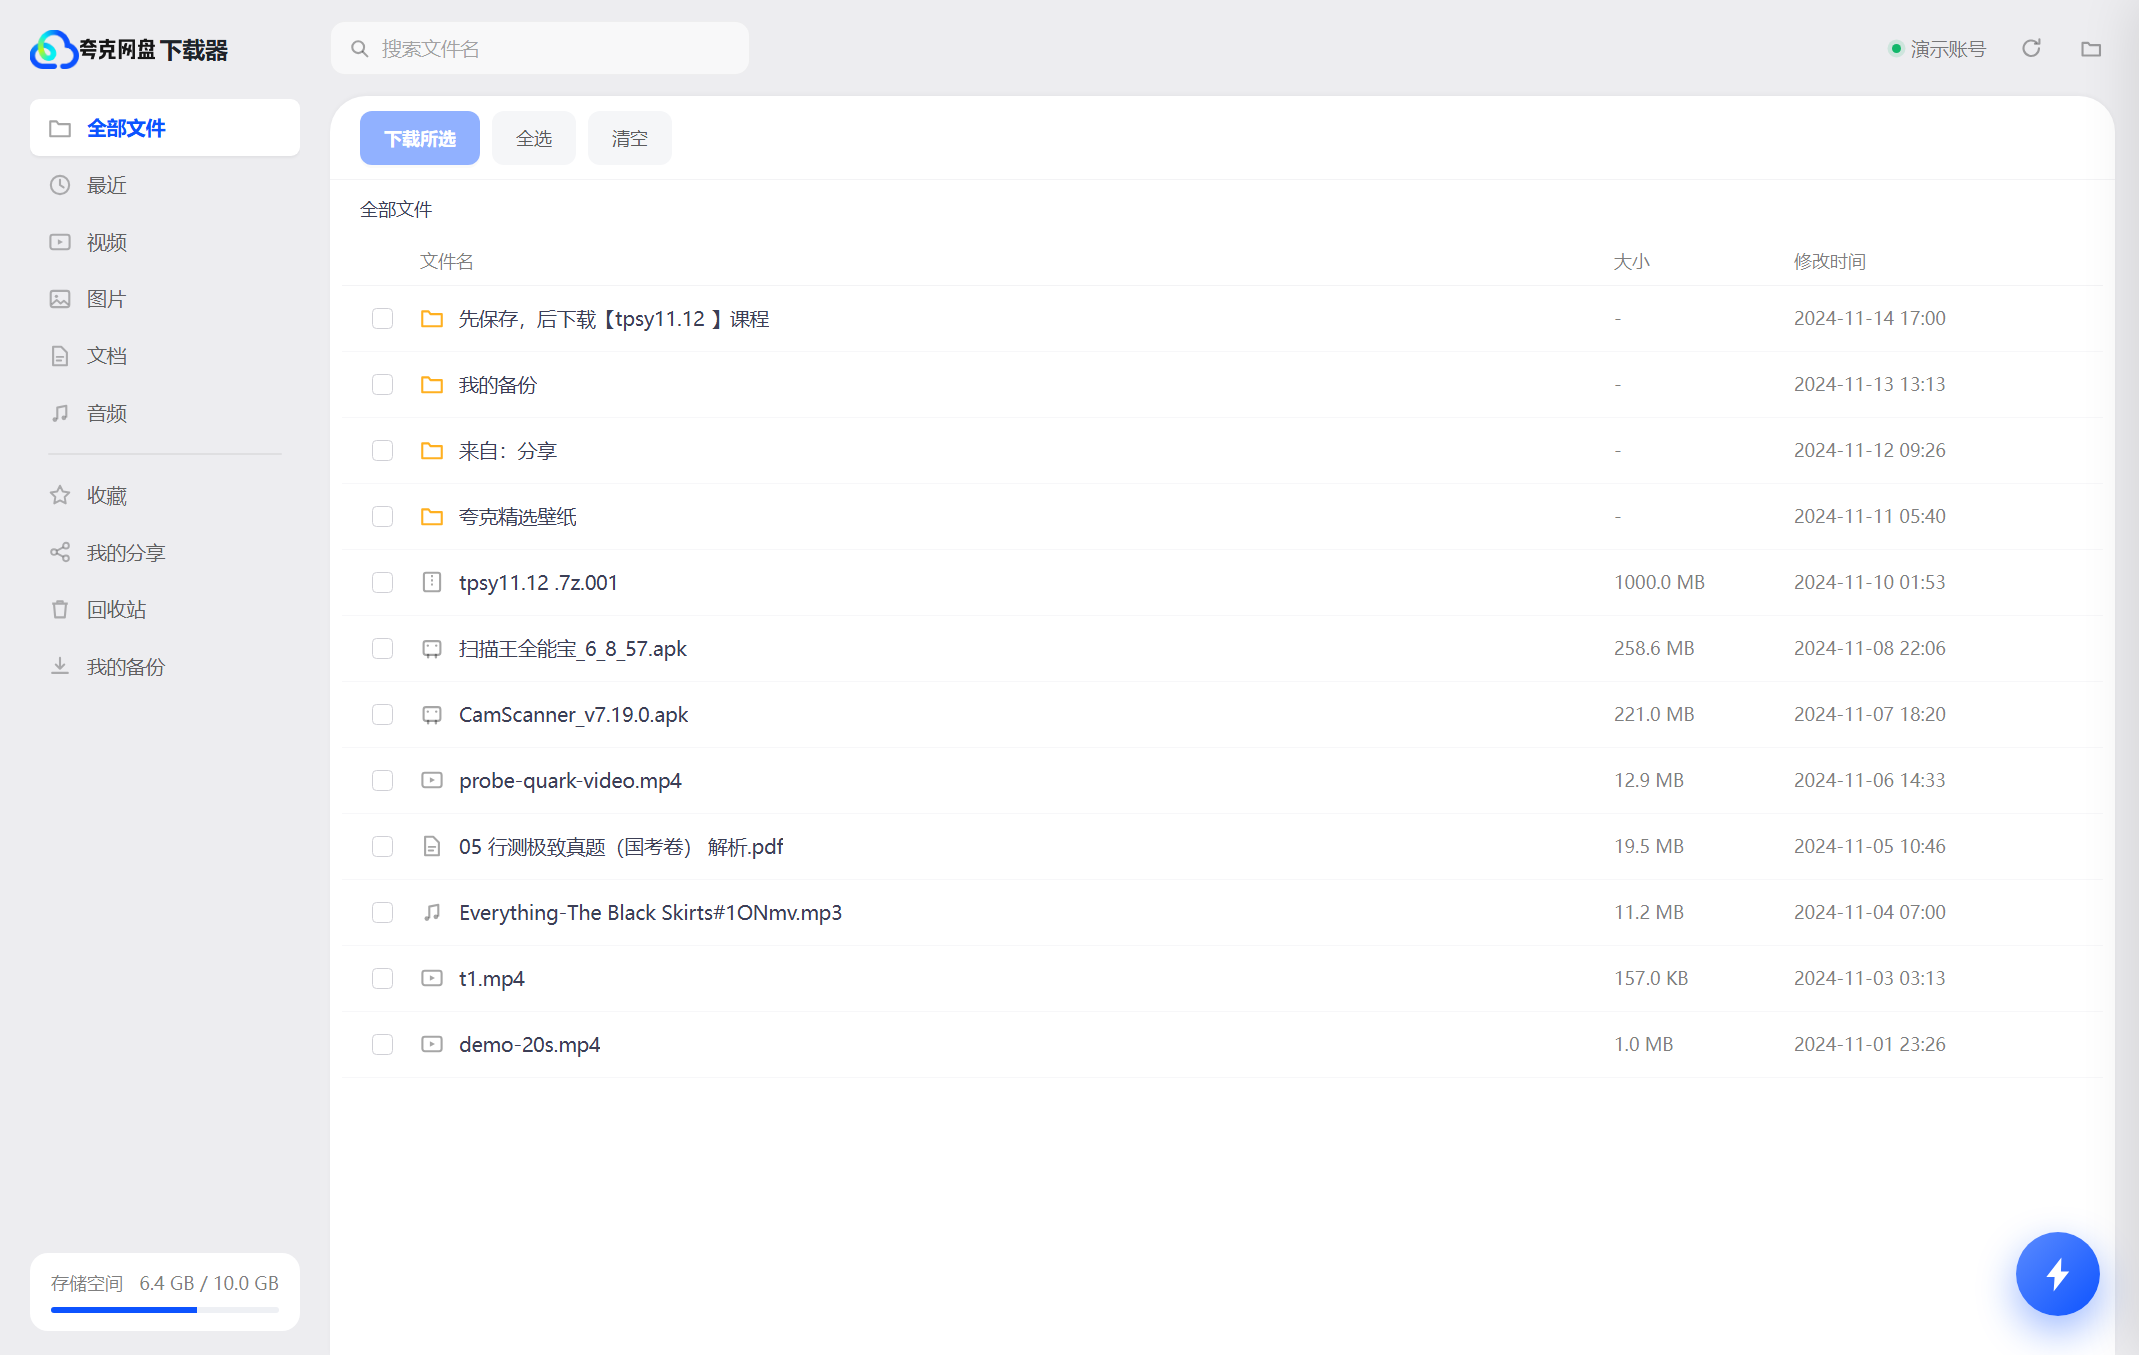 夸克网盘下载器
搜索文件名
演示账号
全部文件
最近
视频
图片
文档
音频
收藏
我的分享
回收站
我的备份
存储空间 6.4 GB / 10.0 GB
下载所选 全选 清空
全部文件
文件名 大小 修改时间
先保存，后下载【tpsy11.12 】课程 - 2024-11-14 17:00
我的备份 - 2024-11-13 13:13
来自：分享 - 2024-11-12 09:26
夸克精选壁纸 - 2024-11-11 05:40
tpsy11.12 .7z.001 1000.0 MB 2024-11-10 01:53
扫描王全能宝_6_8_57.apk 258.6 MB 2024-11-08 22:06
CamScanner_v7.19.0.apk 221.0 MB 2024-11-07 18:20
probe-quark-video.mp4 12.9 MB 2024-11-06 14:33
05 行测极致真题（国考卷） 解析.pdf 19.5 MB 2024-11-05 10:46
Everything-The Black Skirts#1ONmv.mp3 11.2 MB 2024-11-04 07:00
t1.mp4 157.0 KB 2024-11-03 03:13
demo-20s.mp4 1.0 MB 2024-11-01 23:26